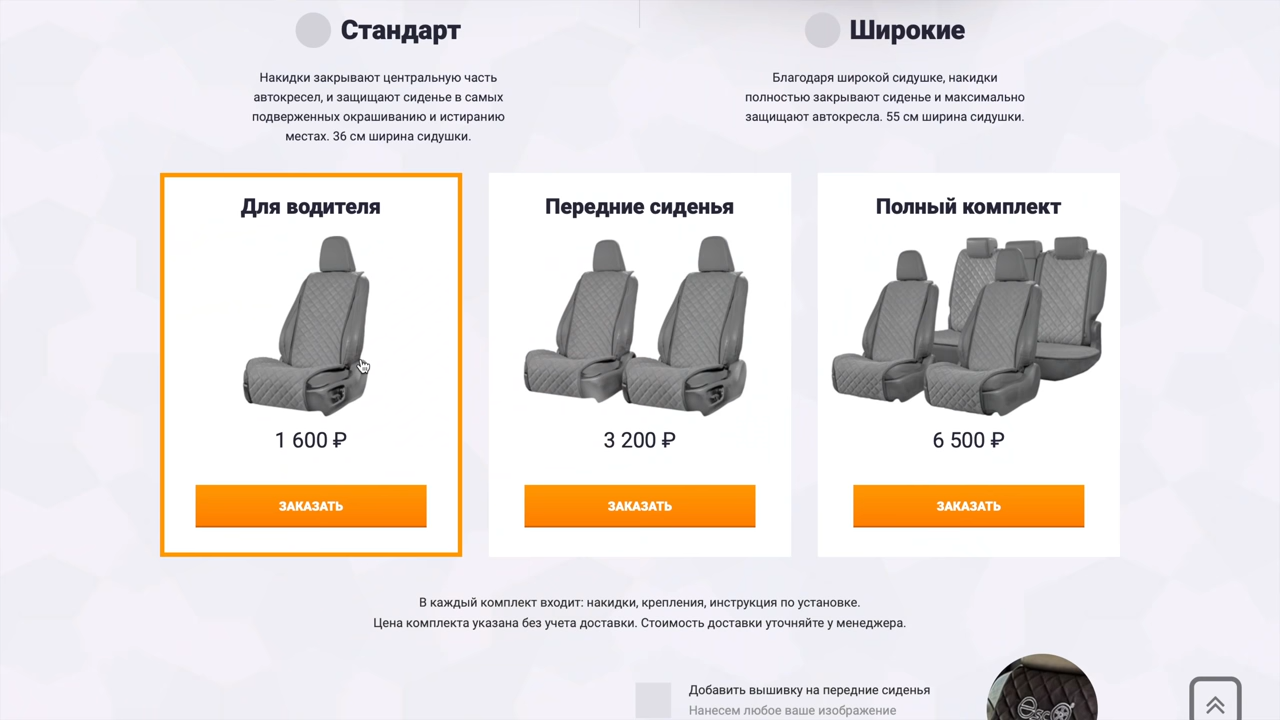 Стандарт
Накидки закрывают центральную часть
автокресел, и защищают сиденье в самых
подверженных окрашиванию и истиранию
местах. 36 см ширина сидушки.
Широкие
Благодаря широкой сидушке, накидки
полностью закрывают сиденье и максимально
защищают автокресла. 55 см ширина сидушки.
Для водителя
1 600 ₽
ЗАКАЗАТЬ
Передние сиденья
3 200 ₽
ЗАКАЗАТЬ
Полный комплект
6 500 ₽
ЗАКАЗАТЬ
В каждый комплект входит: накидки, крепления, инструкция по установке.
Цена комплекта указана без учета доставки. Стоимость доставки уточняйте у менеджера.
Добавить вышивку на передние сиденья
Нанесем любое ваше изображение